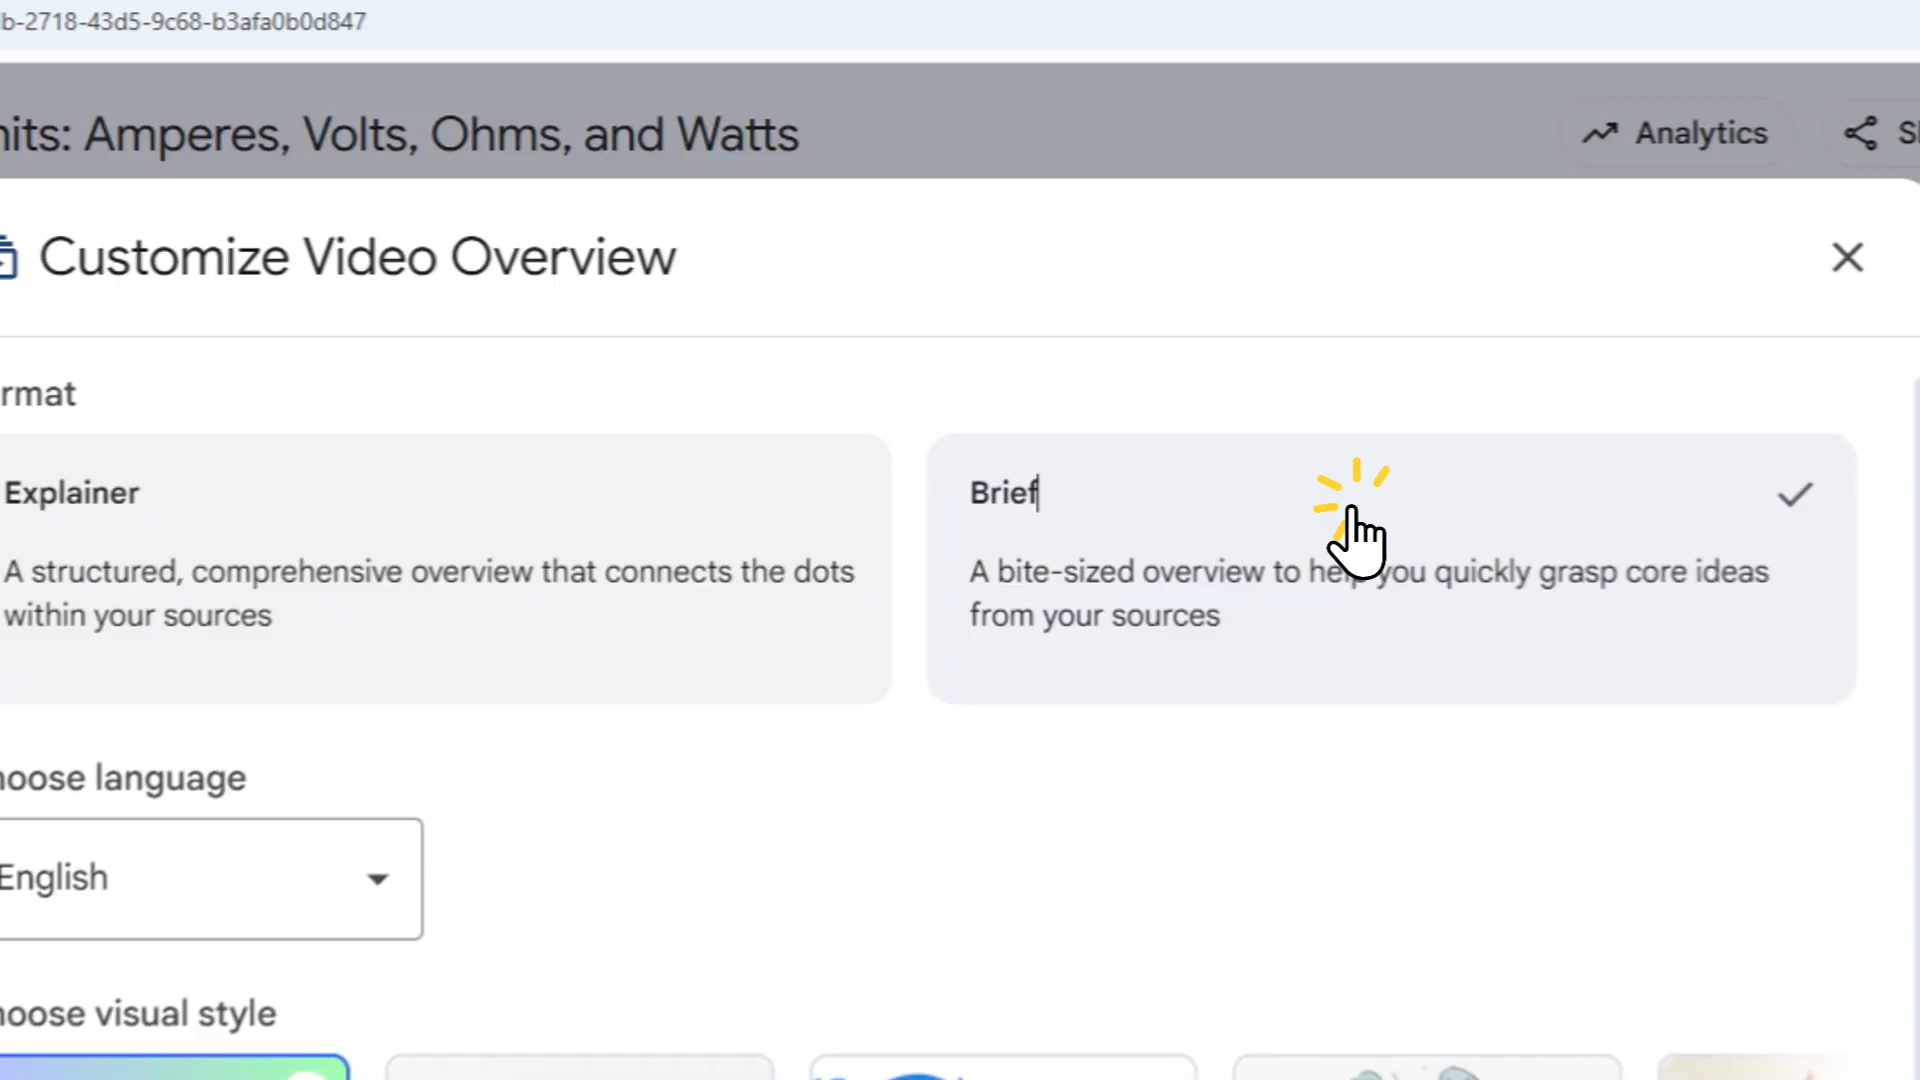 b-2718-43d5-9c68-b3afa0b0d847
nits: Amperes, Volts, Ohms, and Watts
Analytics
Customize Video Overview
rmat
Explainer
A structured, comprehensive overview that connects the dots
within your sources
Brief
A bite-sized overview to help you quickly grasp core ideas
from your sources
hoose language
English
hoose visual style